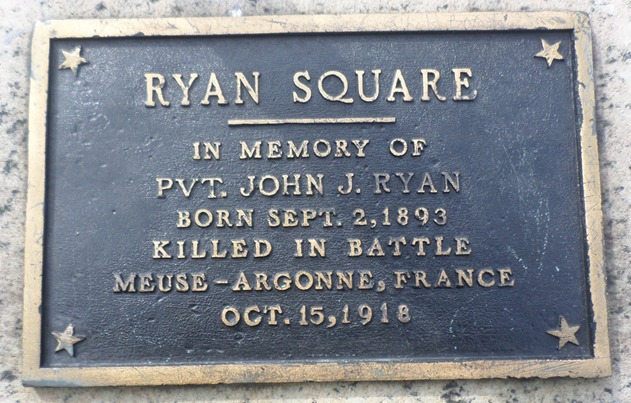 RYAN SQUARE
IN MEMORY OF
PVT. JOHN J. RYAN
BORN SEPT. 2, 1893
KILLED IN BATTLE
MEUSE-ARGONNE, FRANCE
OCT. 15, 1918